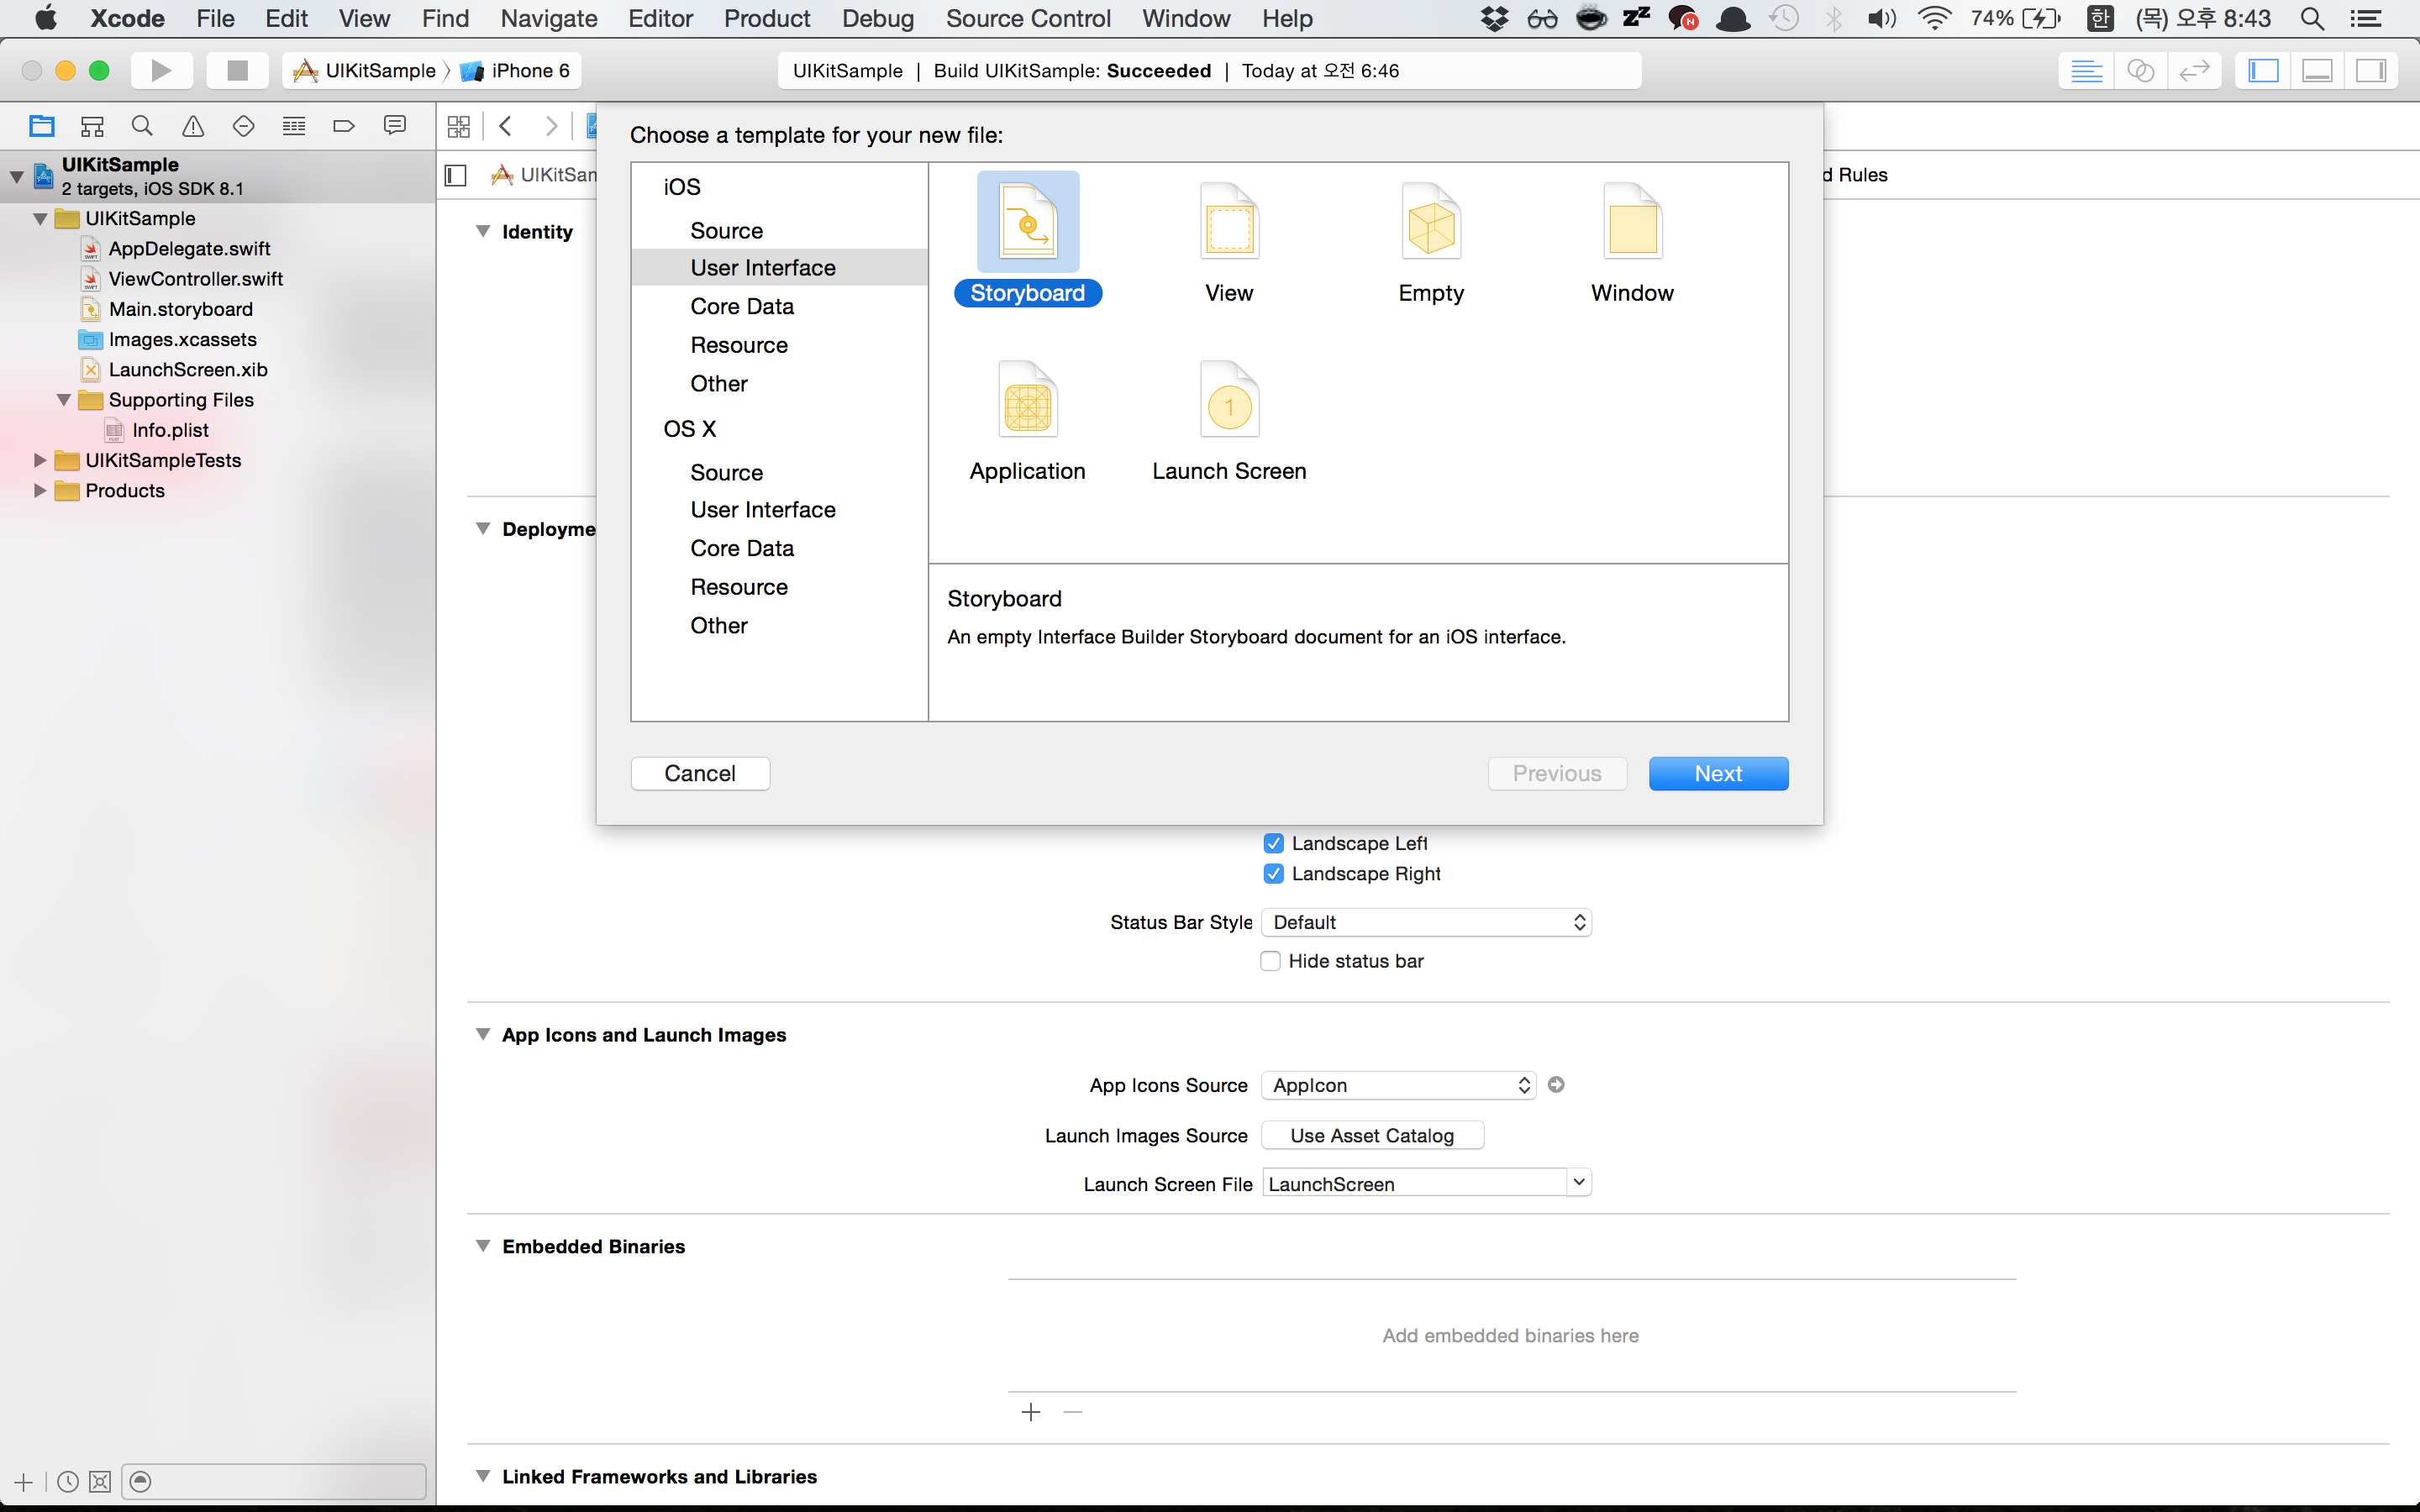 Xcode File Edit View Find Navigate Editor Product Debug Source Control Window Help 74% 한 (목) 오후 8:43
UIKitSample iPhone 6 UIKitSample | Build UIKitSample: Succeeded | Today at 오전 6:46
UIKitSample
2 targets, iOS SDK 8.1
UIKitSample
AppDelegate.swift
ViewController.swift
Main.storyboard
Images.xcassets
LaunchScreen.xib
Supporting Files
Info.plist
UIKitSampleTests
Products
UIKitSam
d Rules
Identity
Deployme
Choose a template for your new file:
iOS
Source
User Interface
Core Data
Resource
Other
OS X
Source
User Interface
Core Data
Resource
Other
Storyboard View Empty Window
1
Application Launch Screen
Storyboard
An empty Interface Builder Storyboard document for an iOS interface.
Cancel Previous Next
Landscape Left
Landscape Right
Status Bar Style Default
Hide status bar
App Icons and Launch Images
App Icons Source AppIcon
Launch Images Source Use Asset Catalog
Launch Screen File LaunchScreen
Embedded Binaries
Add embedded binaries here
Linked Frameworks and Libraries